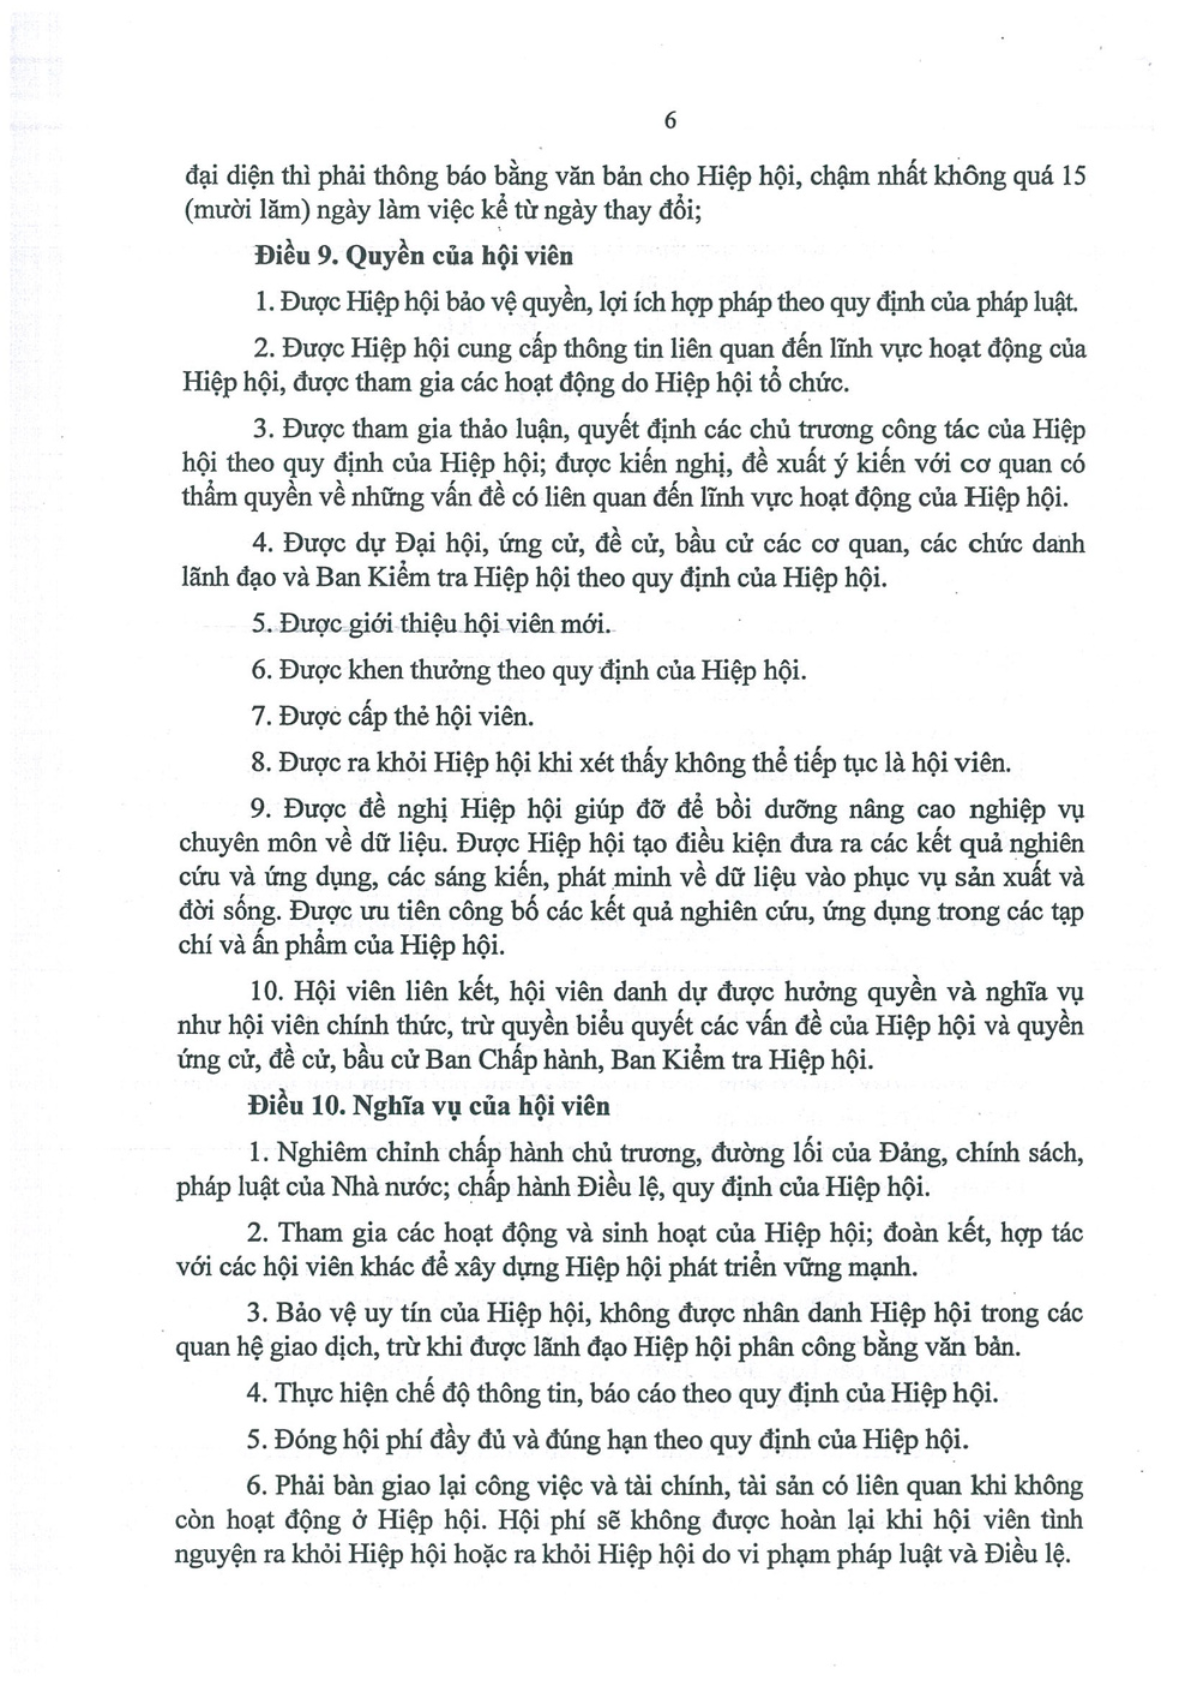 6
đại diện thì phải thông báo bằng văn bản cho Hiệp hội, chậm nhất không quá 15
(mười lăm) ngày làm việc kể từ ngày thay đổi;
Điều 9. Quyền của hội viên
1. Được Hiệp hội bảo vệ quyền, lợi ích hợp pháp theo quy định của pháp luật.
2. Được Hiệp hội cung cấp thông tin liên quan đến lĩnh vực hoạt động của
Hiệp hội, được tham gia các hoạt động do Hiệp hội tổ chức.
3. Được tham gia thảo luận, quyết định các chủ trương công tác của Hiệp
hội theo quy định của Hiệp hội; được kiến nghị, đề xuất ý kiến với cơ quan có
thẩm quyền về những vấn đề có liên quan đến lĩnh vực hoạt động của Hiệp hội.
4. Được dự Đại hội, ứng cử, đề cử, bầu cử các cơ quan, các chức danh
lãnh đạo và Ban Kiểm tra Hiệp hội theo quy định của Hiệp hội.
5. Được giới thiệu hội viên mới.
6. Được khen thưởng theo quy định của Hiệp hội.
7. Được cấp thẻ hội viên.
8. Được ra khỏi Hiệp hội khi xét thấy không thể tiếp tục là hội viên.
9. Được đề nghị Hiệp hội giúp đỡ để bồi dưỡng nâng cao nghiệp vụ
chuyên môn về dữ liệu. Được Hiệp hội tạo điều kiện đưa ra các kết quả nghiên
cứu và ứng dụng, các sáng kiến, phát minh về dữ liệu vào phục vụ sản xuất và
đời sống. Được ưu tiên công bố các kết quả nghiên cứu, ứng dụng trong các tạp
chí và ấn phẩm của Hiệp hội.
10. Hội viên liên kết, hội viên danh dự được hưởng quyền và nghĩa vụ
như hội viên chính thức, trừ quyền biểu quyết các vấn đề của Hiệp hội và quyền
ứng cử, đề cử, bầu cử Ban Chấp hành, Ban Kiểm tra Hiệp hội.
Điều 10. Nghĩa vụ của hội viên
1. Nghiêm chỉnh chấp hành chủ trương, đường lối của Đảng, chính sách,
pháp luật của Nhà nước; chấp hành Điều lệ, quy định của Hiệp hội.
2. Tham gia các hoạt động và sinh hoạt của Hiệp hội; đoàn kết, hợp tác
với các hội viên khác để xây dựng Hiệp hội phát triển vững mạnh.
3. Bảo vệ uy tín của Hiệp hội, không được nhân danh Hiệp hội trong các
quan hệ giao dịch, trừ khi được lãnh đạo Hiệp hội phân công bằng văn bản.
4. Thực hiện chế độ thông tin, báo cáo theo quy định của Hiệp hội.
5. Đóng hội phí đầy đủ và đúng hạn theo quy định của Hiệp hội.
6. Phải bàn giao lại công việc và tài chính, tài sản có liên quan khi không
còn hoạt động ở Hiệp hội. Hội phí sẽ không được hoàn lại khi hội viên tình
nguyện ra khỏi Hiệp hội hoặc ra khỏi Hiệp hội do vi phạm pháp luật và Điều lệ.